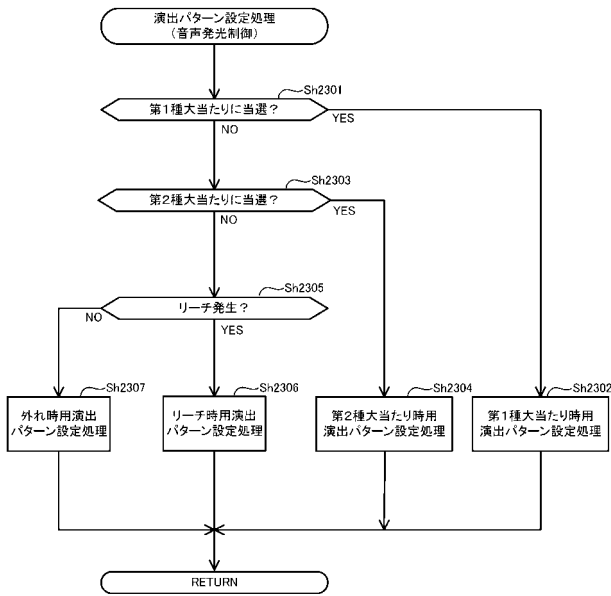 演出パターン設定処理
(音声発光制御)
Sh2301
第1種大当たりに当選？
YES
NO
Sh2303
第2種大当たりに当選？
YES
NO
Sh2305
リーチ発生？
NO
YES
Sh2307
Sh2306
Sh2304
Sh2302
外れ時用演出
パターン設定処理
リーチ時用演出
パターン設定処理
第2種大当たり時用
演出パターン設定処理
第1種大当たり時用
演出パターン設定処理
RETURN